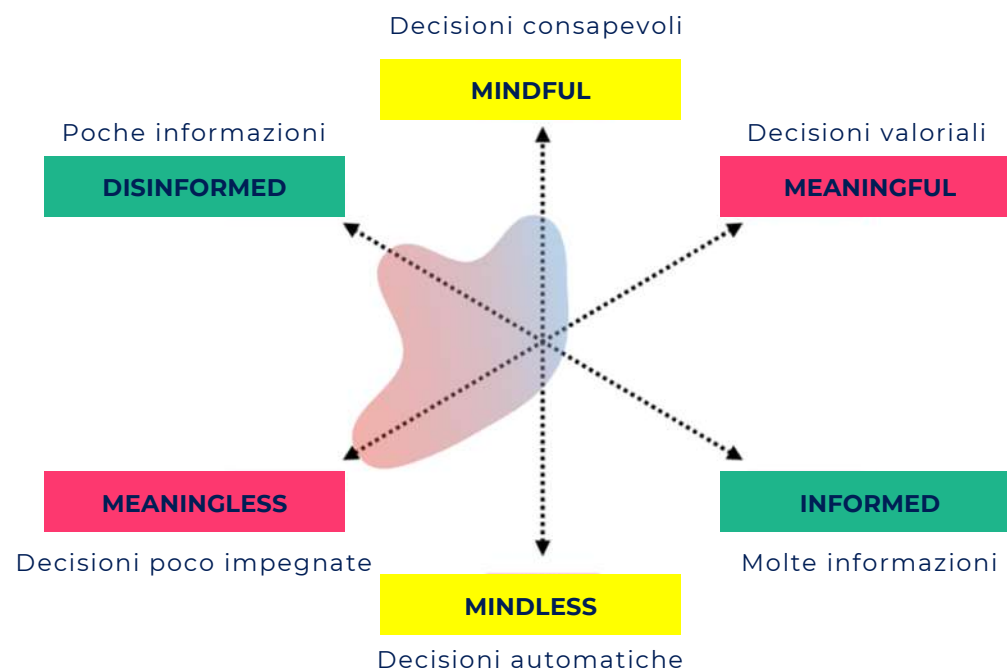 Decisioni consapevoli
MINDFUL
Poche informazioni
DISINFORMED
Decisioni valoriali
MEANINGFUL
MEANINGLESS
Decisioni poco impegnate
INFORMED
Molte informazioni
MINDLESS
Decisioni automatiche